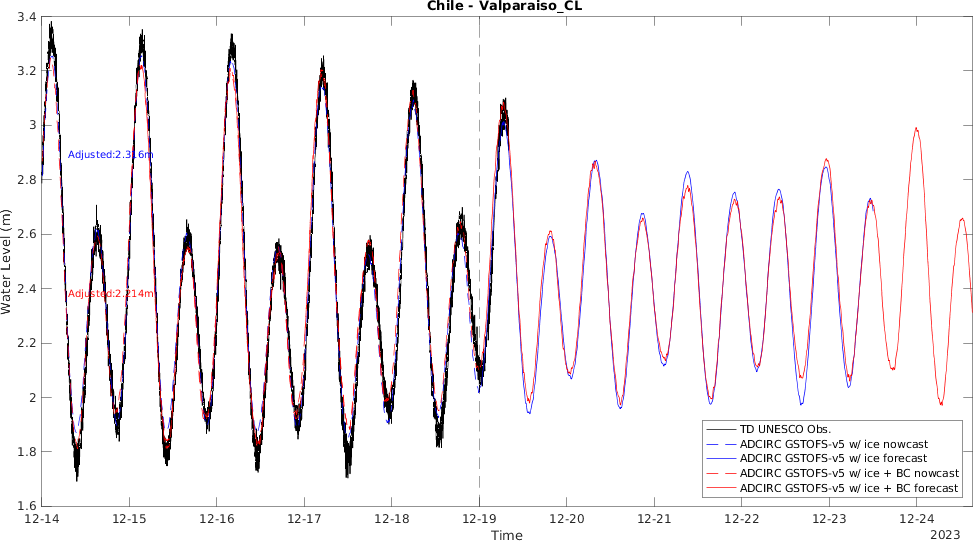 Chile - Valparaiso_CL
3.4
3.2
3
2.8
2.6
2.4
2.2
2
1.8
1.6
Water Level (m)
Adjusted:2.316m
Adjusted:2.214m
TD UNESCO Obs.
ADCIRC GSTOFS-v5 w/ ice nowcast
ADCIRC GSTOFS-v5 w/ ice forecast
ADCIRC GSTOFS-v5 w/ ice + BC nowcast
ADCIRC GSTOFS-v5 w/ ice + BC forecast
12-14 12-15 12-16 12-17 12-18 12-19 12-20 12-21 12-22 12-23 12-24
Time
2023